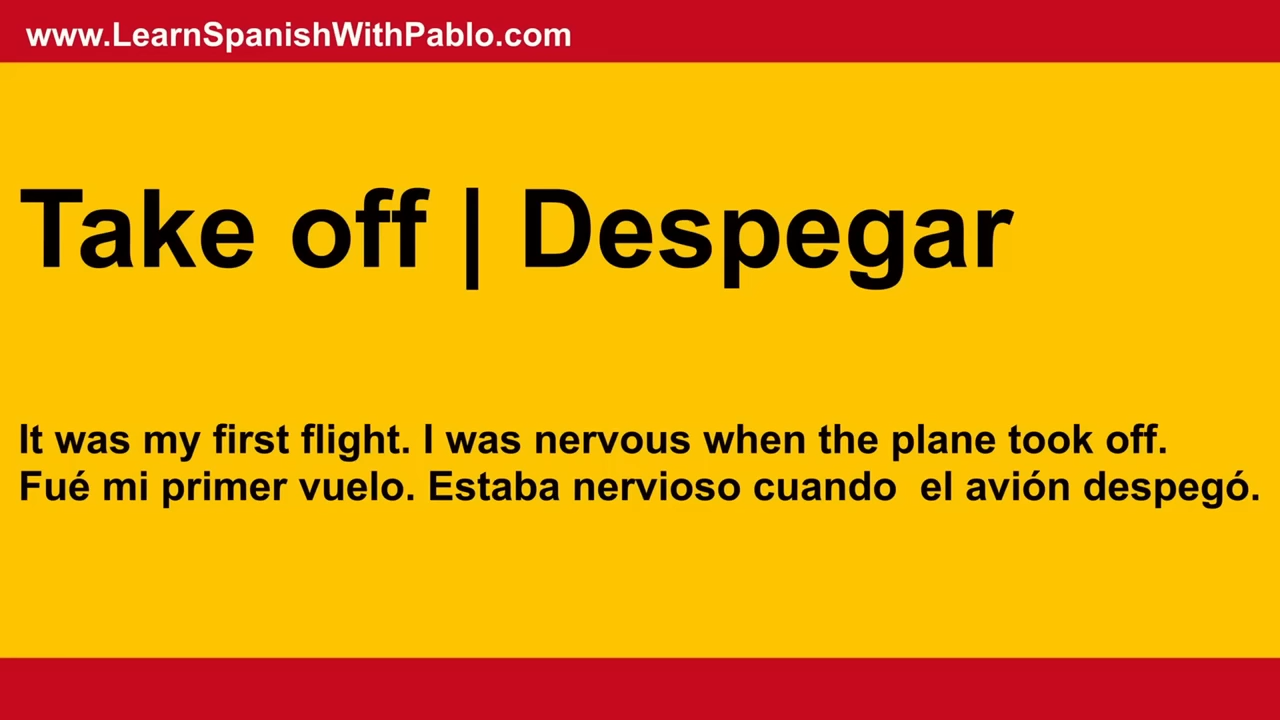 www.LearnSpanishWithPablo.com
Take off | Despegar
It was my first flight. I was nervous when the plane took off.
Fué mi primer vuelo. Estaba nervioso cuando  el avión despegó.